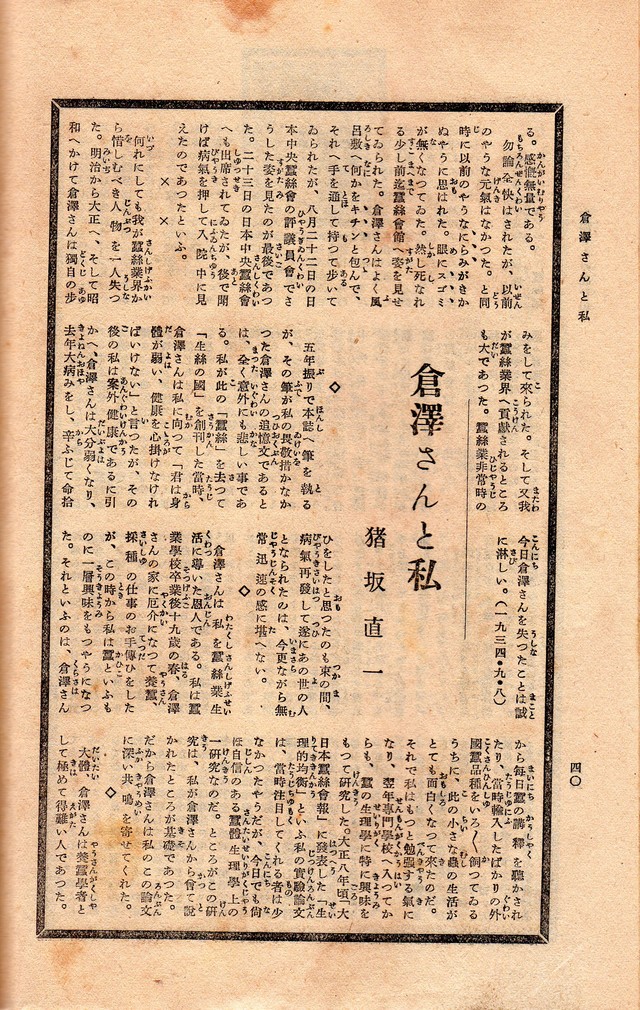 倉澤さんと私
四〇
る。感慨無量である。
勿論全快はされたが、以前
のやうな元氣はなかつた。と同
時に以前のやうなにらみがきか
ぬやうに思はれた。眼にスゴミ
が無くなつてゐた。然し死なれ
る少し前迄蠶絲會館へ姿を見せ
てゐられた。倉澤さんはよく風
呂敷へ何かをキチンと包んで、
それへ手を通して持つて歩いて
ゐられたが、八月二十二日の日
本中央蠶絲會の評議員會でさ
うした姿を見たのが最後であつ
た。二十三日の日本中央蠶絲會
へも出席されてゐたが、後で聞
けば病氣を押して入院中に見
えたのであつたといふ。
× ×
何れにしても我が蠶絲業界か
ら惜しむべき人物を一人失つ
た。明治から大正へ、そして昭
和へかけて倉澤さんは獨自の歩
みをして來られた。そして又我
が蠶絲業界へ貢獻されるところ
も大であつた。蠶絲業非常時の
今日倉澤さんを失つたことは誠
に淋しい。(一九三四・九・八)
倉澤さんと私
猪坂直一
◇
五年振りで本誌へ筆を執る
が、その筆が私の畏敬措かなか
つた倉澤さんの追憶文であると
は、全く意外にも悲しい事であ
る。私が此の「蠶絲」を去つて
「生絲の國」を創刊した當時、
倉澤さんは私に向つて「君は身
體が弱い、健康を心掛けなけれ
ばいけない」と言つたが、その
後の私は案外健康であるに引
かへ、倉澤さんは大分弱くなり、
去年大病みをし、辛ふじて命拾
ひをしたと思つたのも束の間、
病氣再發して遂にあの世の人
となられたのは、今更ながら無
常迅速の感に堪へない。
◇
倉澤さんは私を蠶絲業生
活に導いた恩人である。私は蠶
業學校卒業後十九歳の春、倉澤
さんの家に厄介になつて養蠶、
採種の仕事のお手傳ひをした
が、この時から私は蠶といふも
のに一層興味をもつやうになつ
た。それといふのは、倉澤さん
から毎日蠶の講釋を聽かされ
たり、當時輸入したばかりの外
國蠶品種をいろ〱飼つてゐる
うちに、此の小さな蟲の生活が
とても面白くなつて來たのだ。
それで私はもつと勉強する氣に
なり、翌年專門學校へ入つてか
らも、蠶の生理學に特に興味を
もつて研究した。大正八年頃「大
日本蠶絲會報」に發表した「生
理的均衡」といふ私の實驗論文
は、當時注目してくれる者は少
なかつたやうだが、今日でも尙
ほ自信のある蠶體生理學上の
一研究なのだ。ところがこの研
究は、私が倉澤さんから曾て說
かれたところが基礎であつた。
だから倉澤さんは私のこの論文
に深い共鳴を寄せてくれた。
◇
大體、倉澤さんは養蠶學者と
して極めて得難い人であつた。